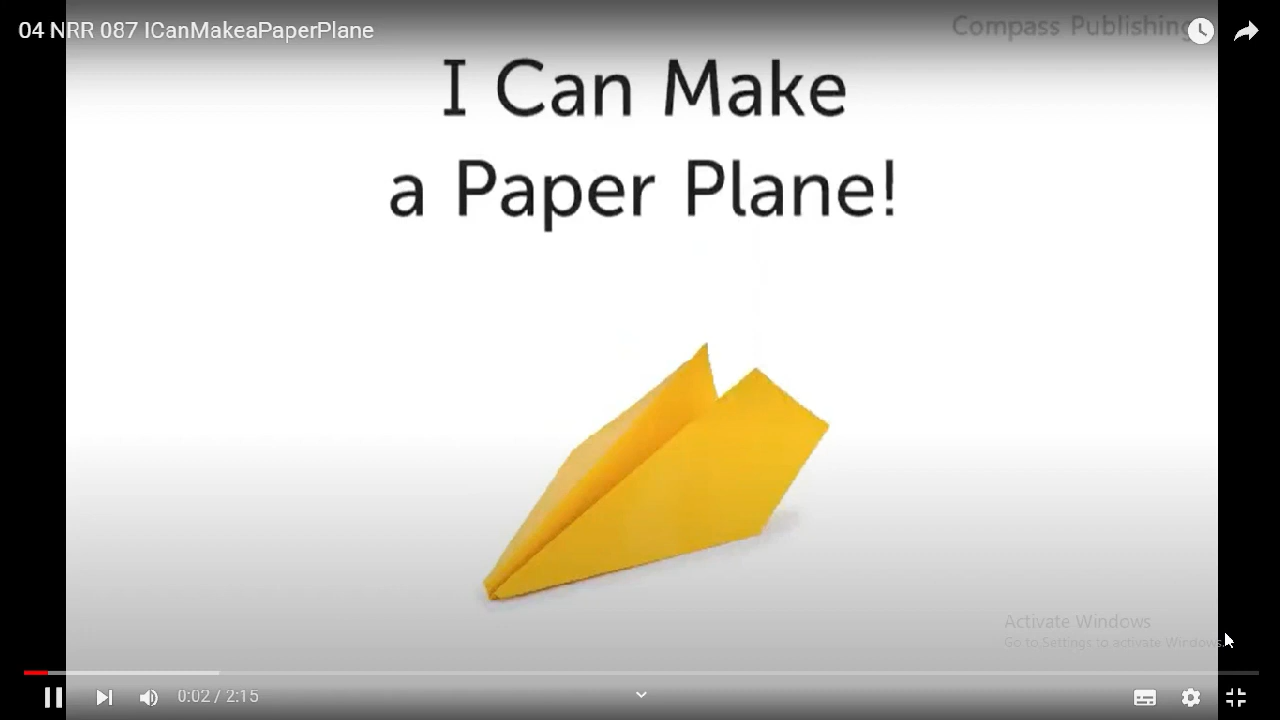 04 NRR 087 ICanMakeaPaperPlane
Compass Publishing
I Can Make
a Paper Plane!
Activate Windows
Go to Settings to activate Windows.
0:02 / 2:15